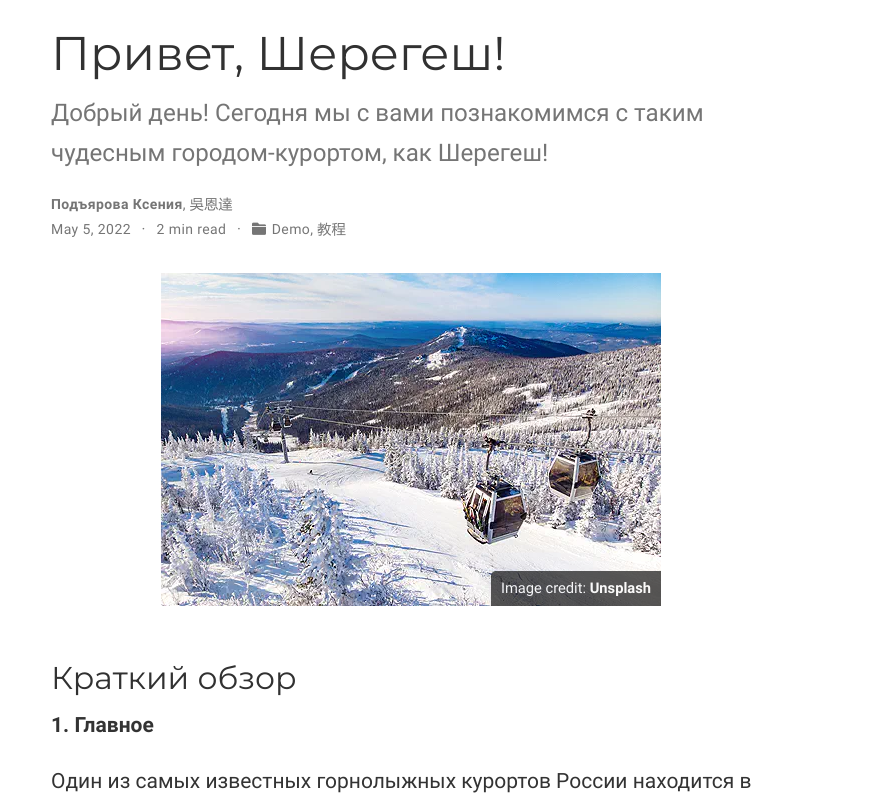 Привет, Шерегеш!
Добрый день! Сегодня мы с вами познакомимся с таким
чудесным городом-курортом, как Шерегеш!
Подъярова Ксения, 吳恩達
May 5, 2022 · 2 min read · Demo, 教程
Image credit: Unsplash
Краткий обзор
1. Главное
Один из самых известных горнолыжных курортов России находится в